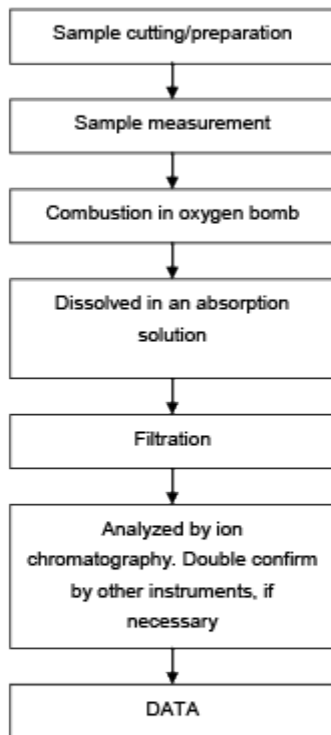 Sample cutting/preparation
Sample measurement
Combustion in oxygen bomb
Dissolved in an absorption
solution
Filtration
Analyzed by ion
chromatography. Double confirm
by other instruments, if
necessary
DATA